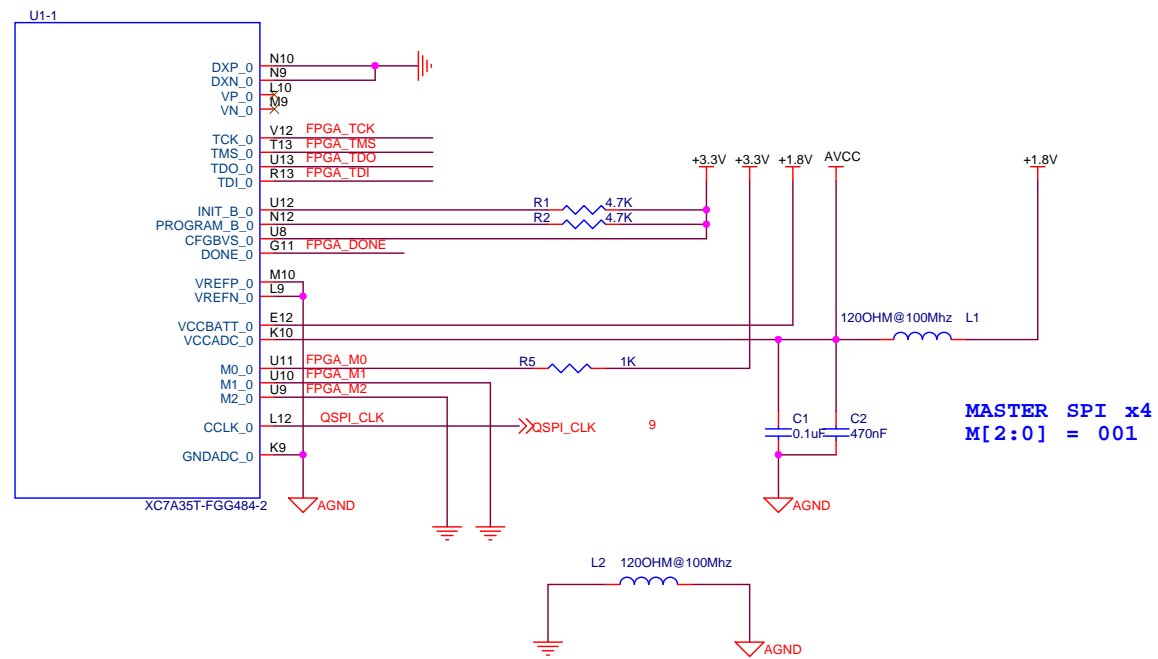 U1-1
DXP_0 N10
DXN_0 N9
VP_0 L10
VN_0 M9
TCK_0 V12 FPGA_TCK
TMS_0 T13 FPGA_TMS
TDO_0 U13 FPGA_TDO
TDI_0 R13 FPGA_TDI
+3.3V +3.3V +1.8V AVCC +1.8V
INIT_B_0 U12 R1 4.7K
PROGRAM_B_0 N12 R2 4.7K
CFGBVS_0 U8
DONE_0 G11 FPGA_DONE
VREFP_0 M10
VREFN_0 L9
VCCBATT_0 E12
120OHM@100Mhz L1
VCCADC_0 K10
M0_0 U11 FPGA_M0 R5 1K
M1_0 U10 FPGA_M1
M2_0 U9 FPGA_M2
CCLK_0 L12 QSPI_CLK QSPI_CLK 9
C1 0.1uF
C2 470nF
MASTER SPI x4
M[2:0] = 001
GNDADC_0 K9
XC7A35T-FGG484-2
AGND
AGND
L2 120OHM@100Mhz
AGND